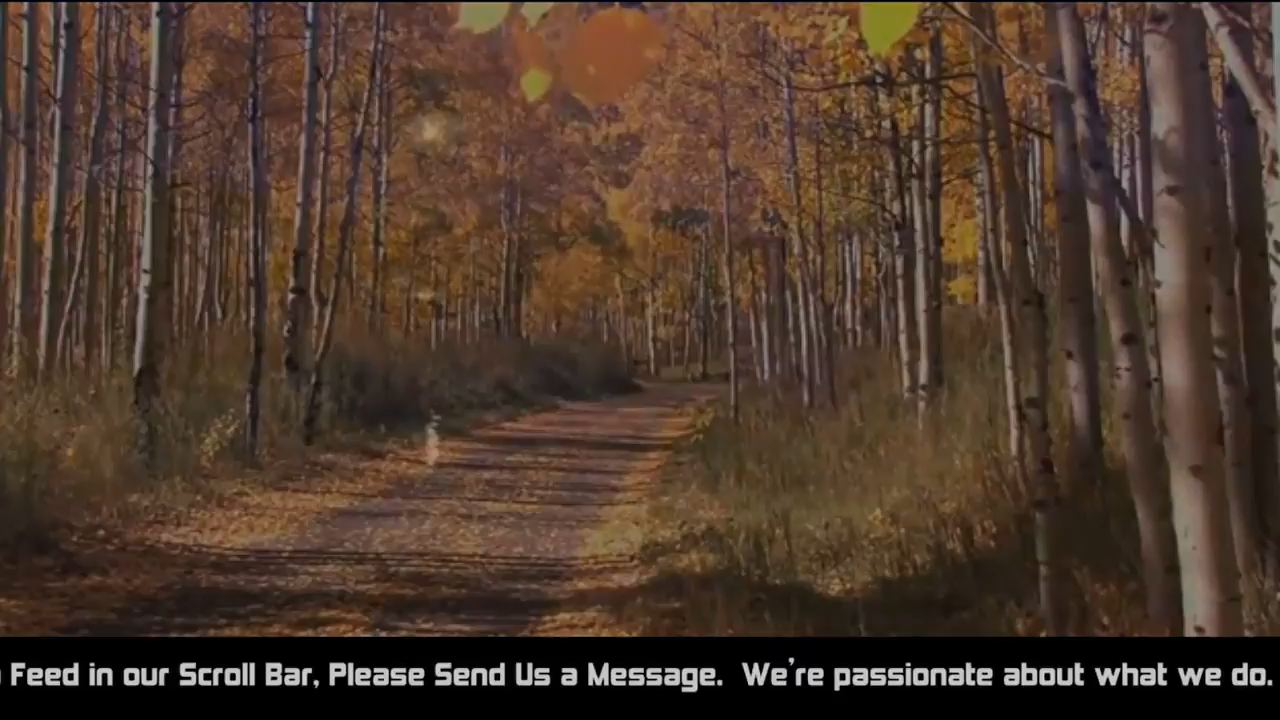 Feed in our Scroll Bar, Please Send Us a Message. We're passionate about what we do.